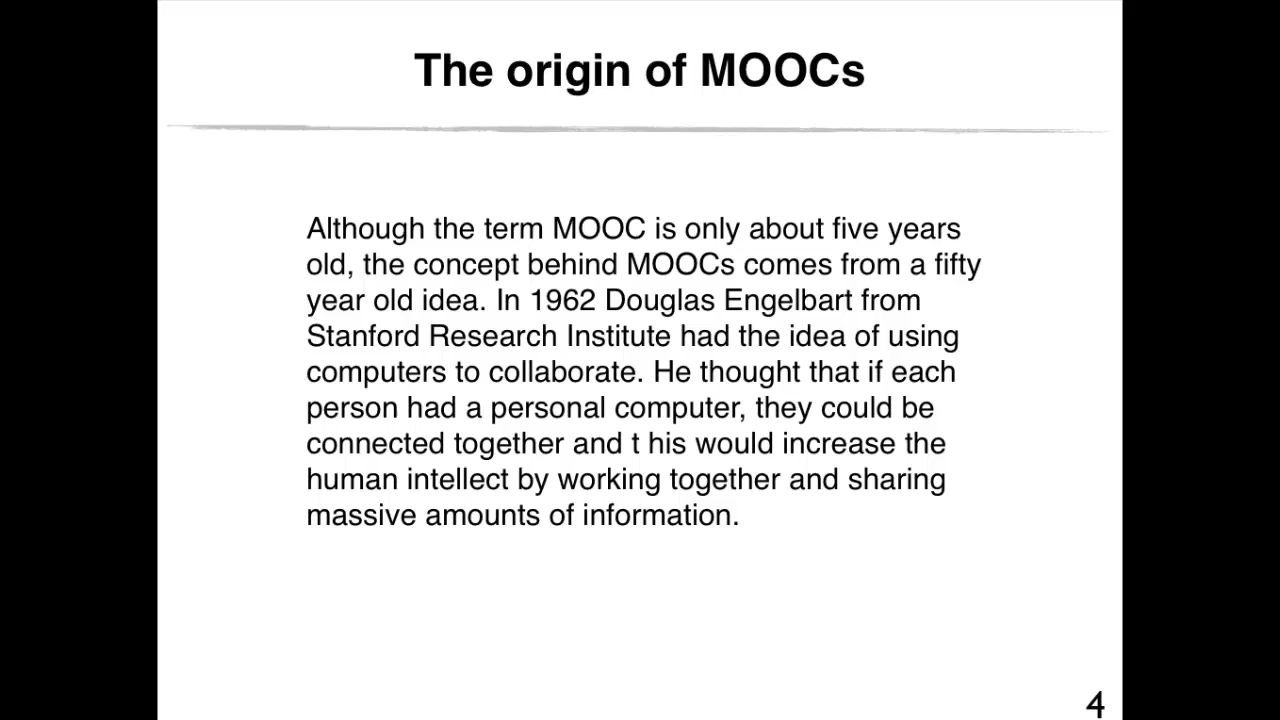 The origin of MOOCs
Although the term MOOC is only about five years
old, the concept behind MOOCs comes from a fifty
year old idea. In 1962 Douglas Engelbart from
Stanford Research Institute had the idea of using
computers to collaborate. He thought that if each
person had a personal computer, they could be
connected together and t his would increase the
human intellect by working together and sharing
massive amounts of information.
4